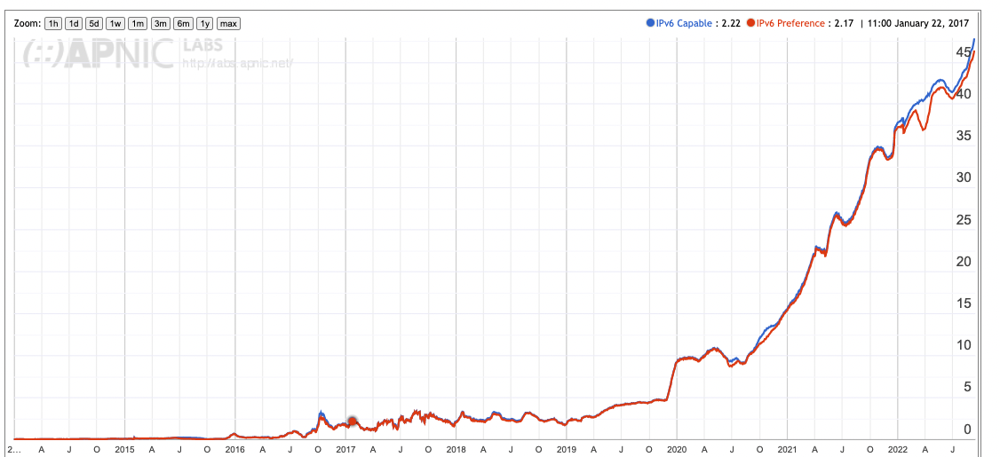 Zoom: 1h 1d 5d 1w 1m 3m 6m 1y max
IPv6 Capable : 2.22 IPv6 Preference : 2.17 | 11:00 January 22, 2017
(::) APNIC LABS
http://labs.apnic.net/
45
40
35
30
25
20
15
10
5
0
2... A J O 2015 A J O 2016 A J O 2017 A J O 2018 A J O 2019 A J O 2020 A J O 2021 A J O 2022 A J